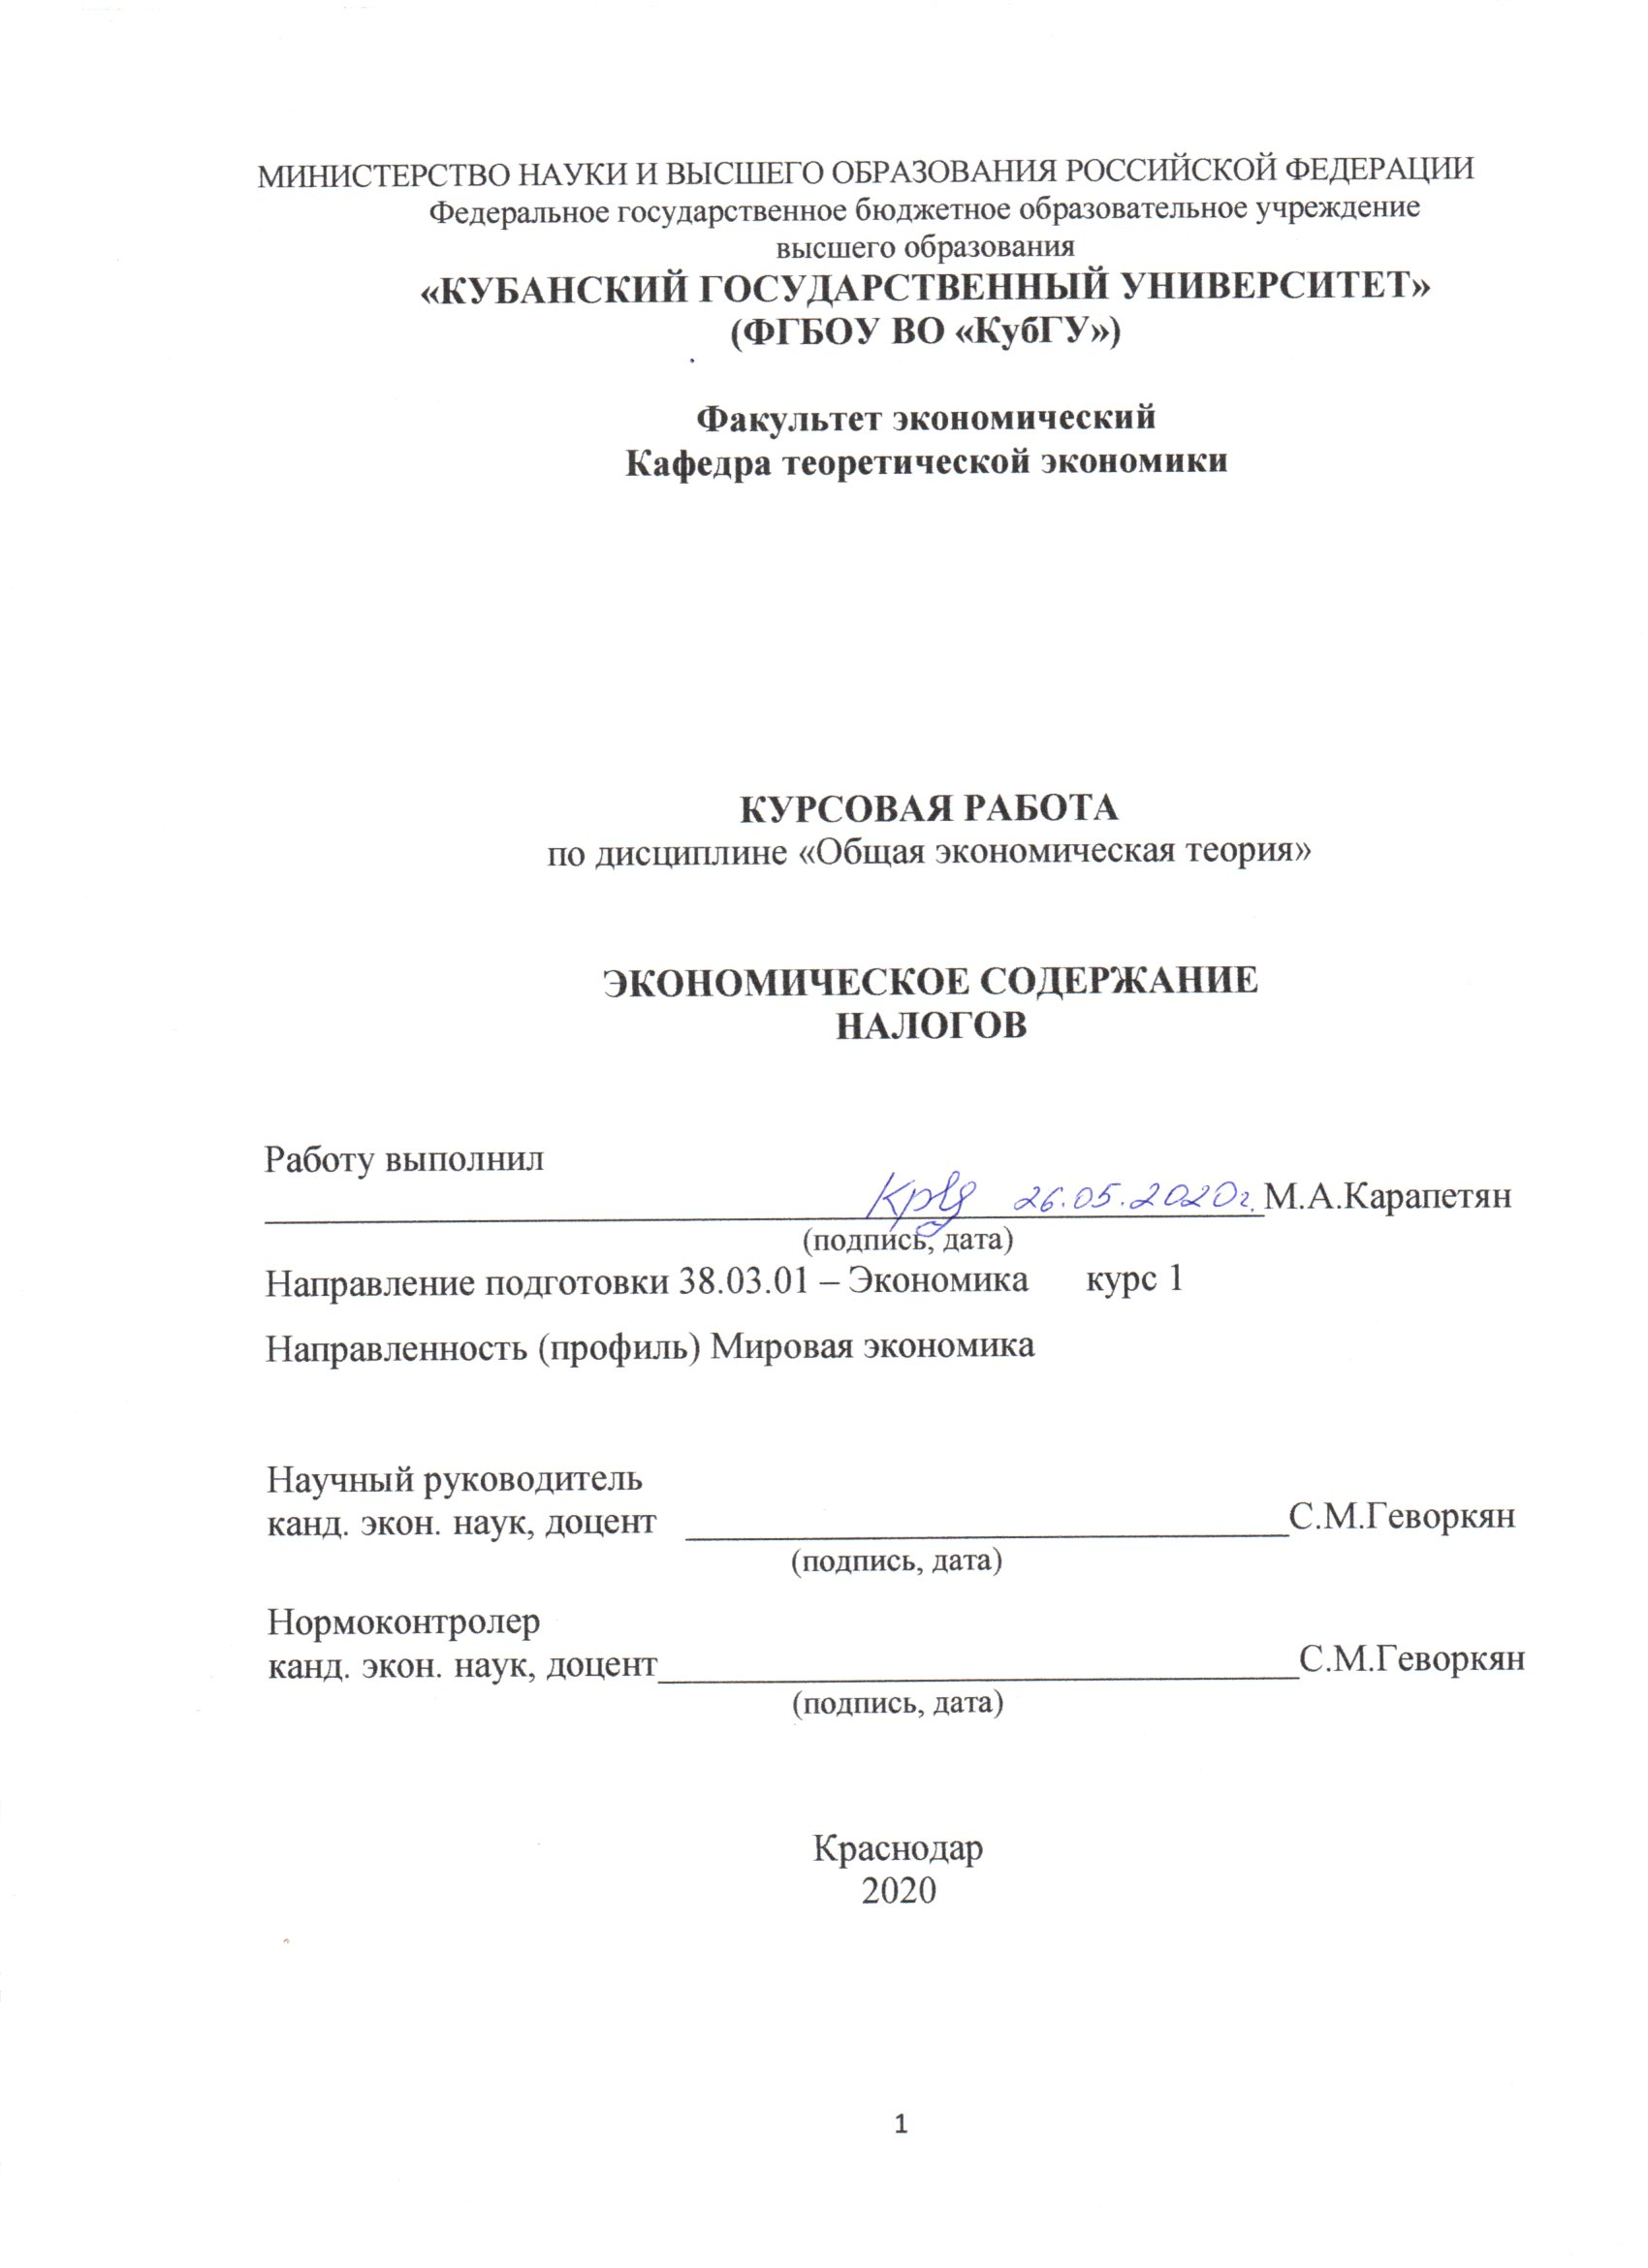 МИНИСТЕРСТВО НАУКИ И ВЫСШЕГО ОБРАЗОВАНИЯ РОССИЙСКОЙ ФЕДЕРАЦИИ
Федеральное государственное бюджетное образовательное учреждение
высшего образования
«КУБАНСКИЙ ГОСУДАРСТВЕННЫЙ УНИВЕРСИТЕТ»
(ФГБОУ ВО «КубГУ»)
Факультет экономический
Кафедра теоретической экономики
КУРСОВАЯ РАБОТА
по дисциплине «Общая экономическая теория»
ЭКОНОМИЧЕСКОЕ СОДЕРЖАНИЕ
НАЛОГОВ
Работу выполнил
26.05.2020г. М.А.Карапетян
(подпись, дата)
Направление подготовки 38.03.01 – Экономика курс 1
Направленность (профиль) Мировая экономика
Научный руководитель
канд. экон. наук, доцент С.М.Геворкян
(подпись, дата)
Нормоконтролер
канд. экон. наук, доцент С.М.Геворкян
(подпись, дата)
Краснодар
2020
1